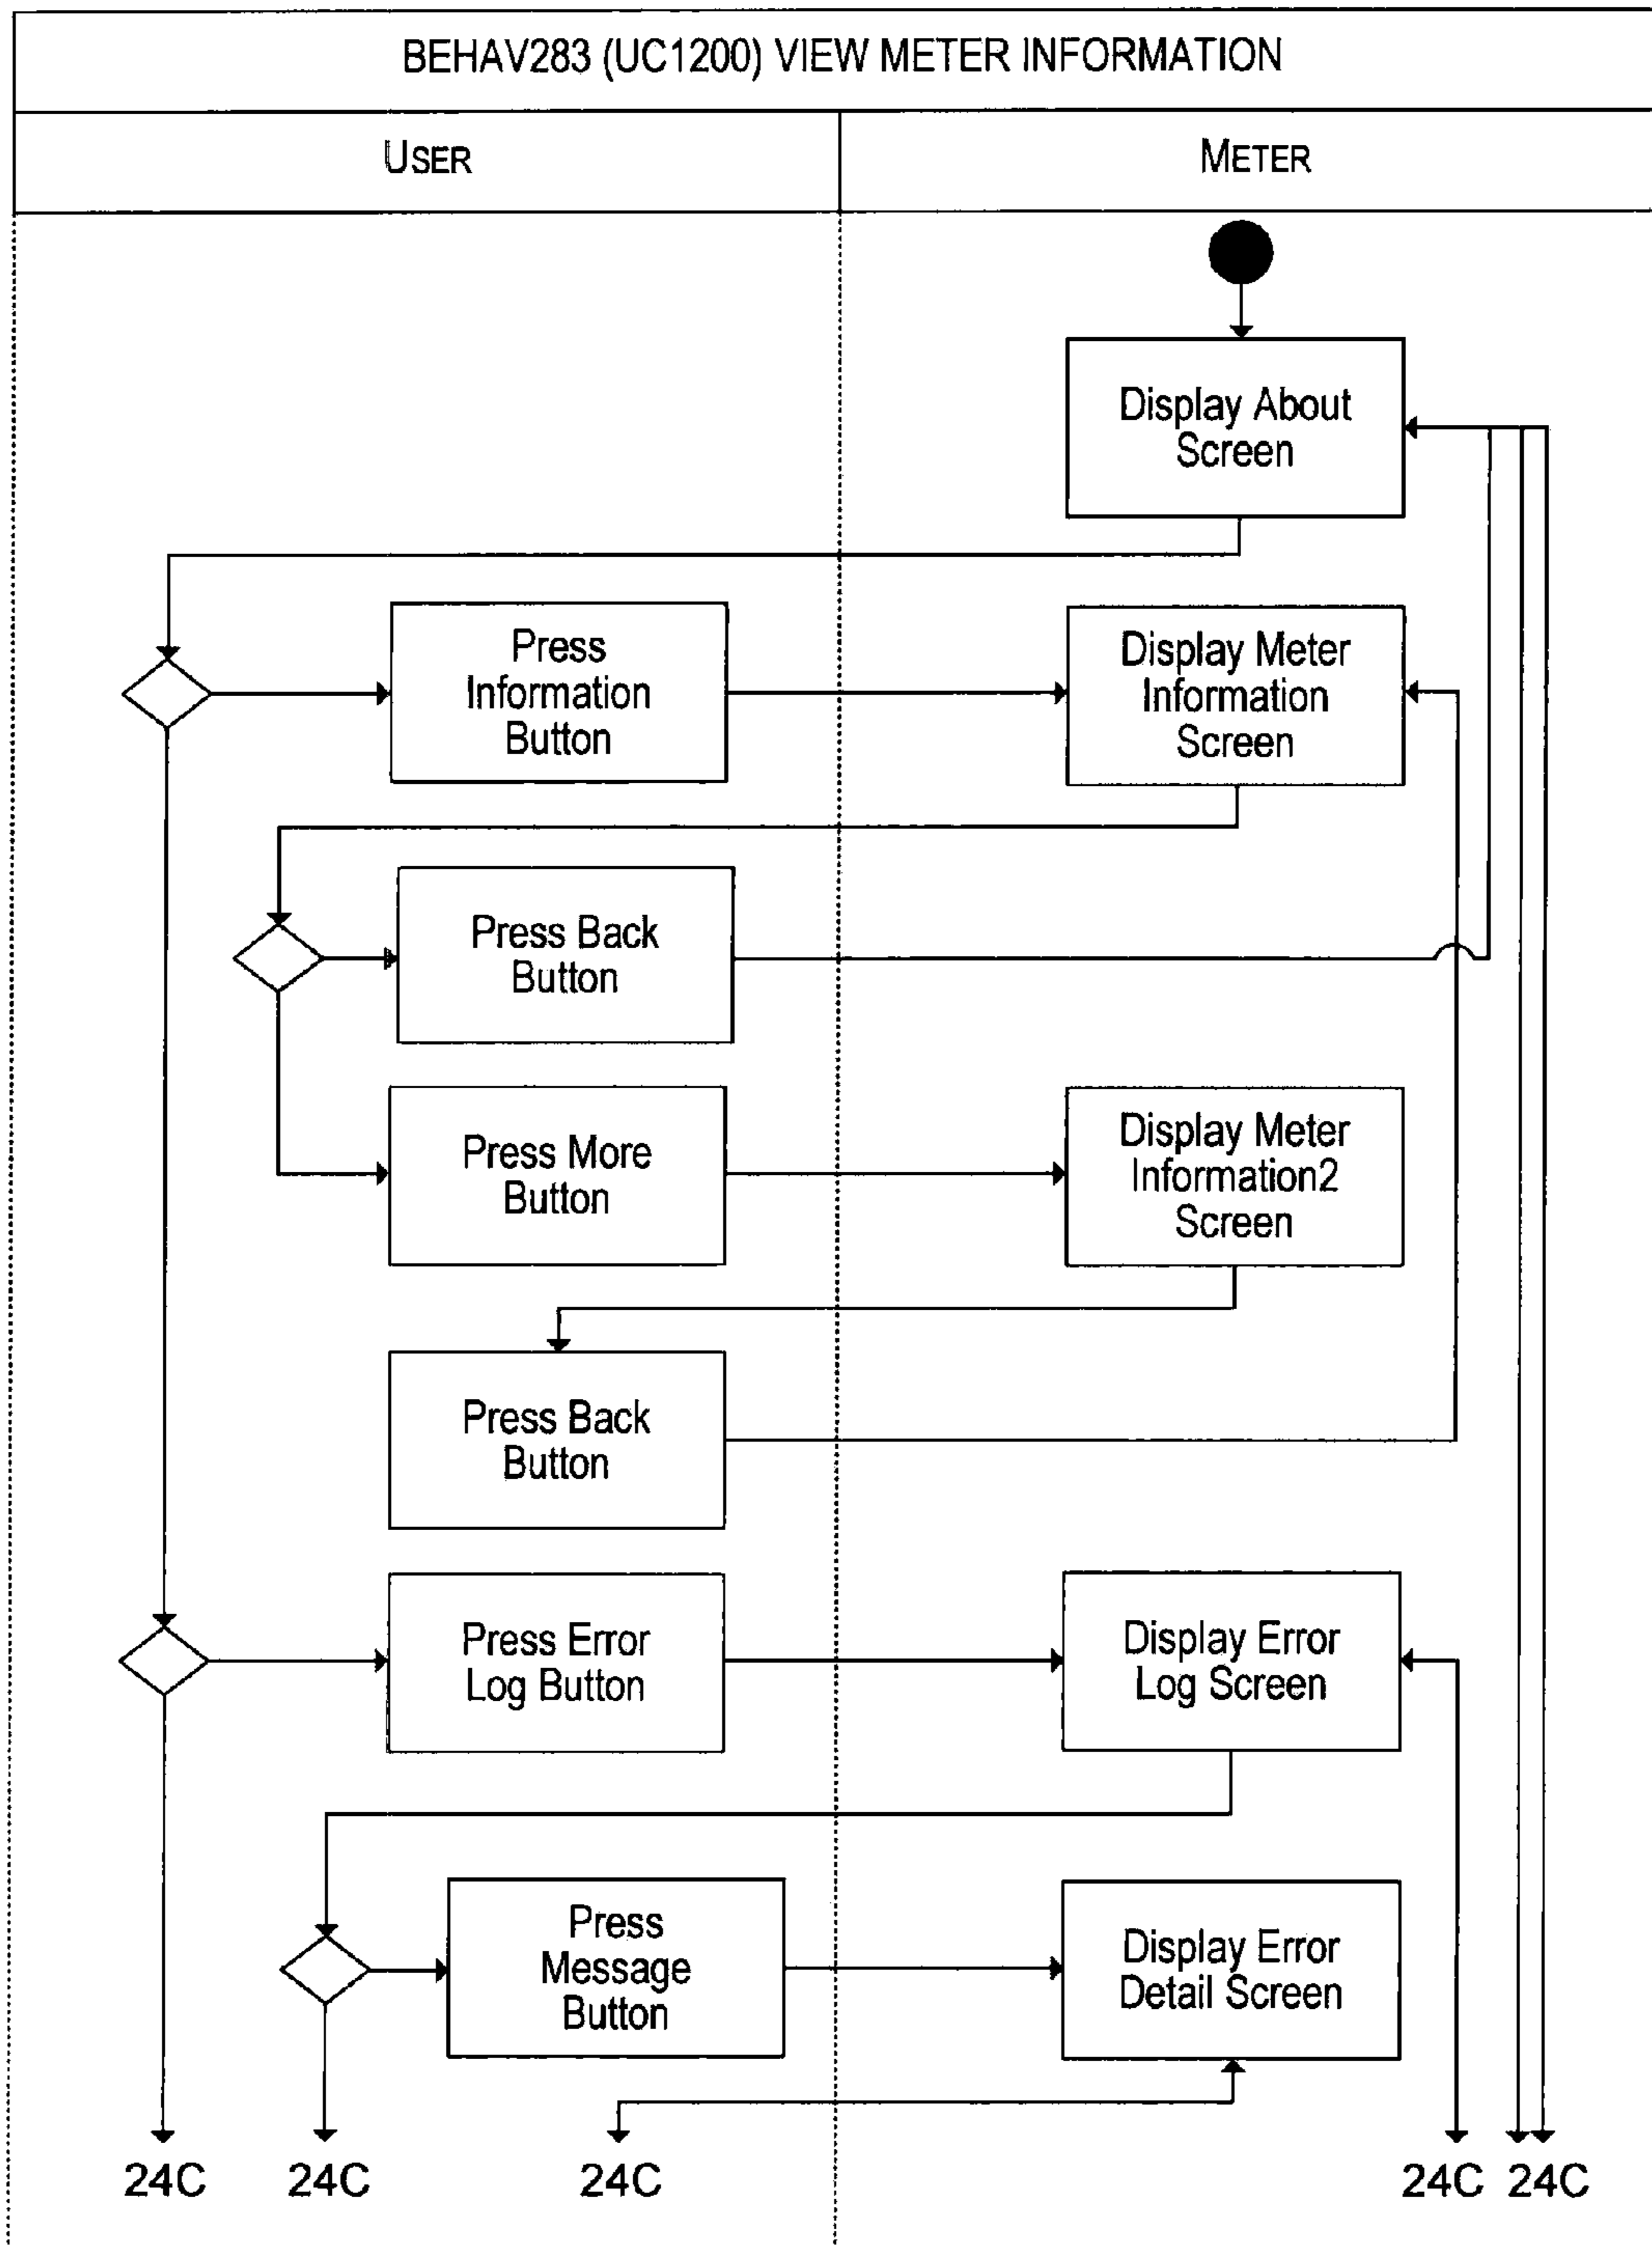 BEHAV283 (UC1200) VIEW METER INFORMATION
USER
METER
Display About
Screen
Press
Information
Button
Display Meter
Information
Screen
Press Back
Button
Press More
Button
Display Meter
Information2
Screen
Press Back
Button
Press Error
Log Button
Display Error
Log Screen
Press
Message
Button
Display Error
Detail Screen
24C
24C
24C
24C
24C